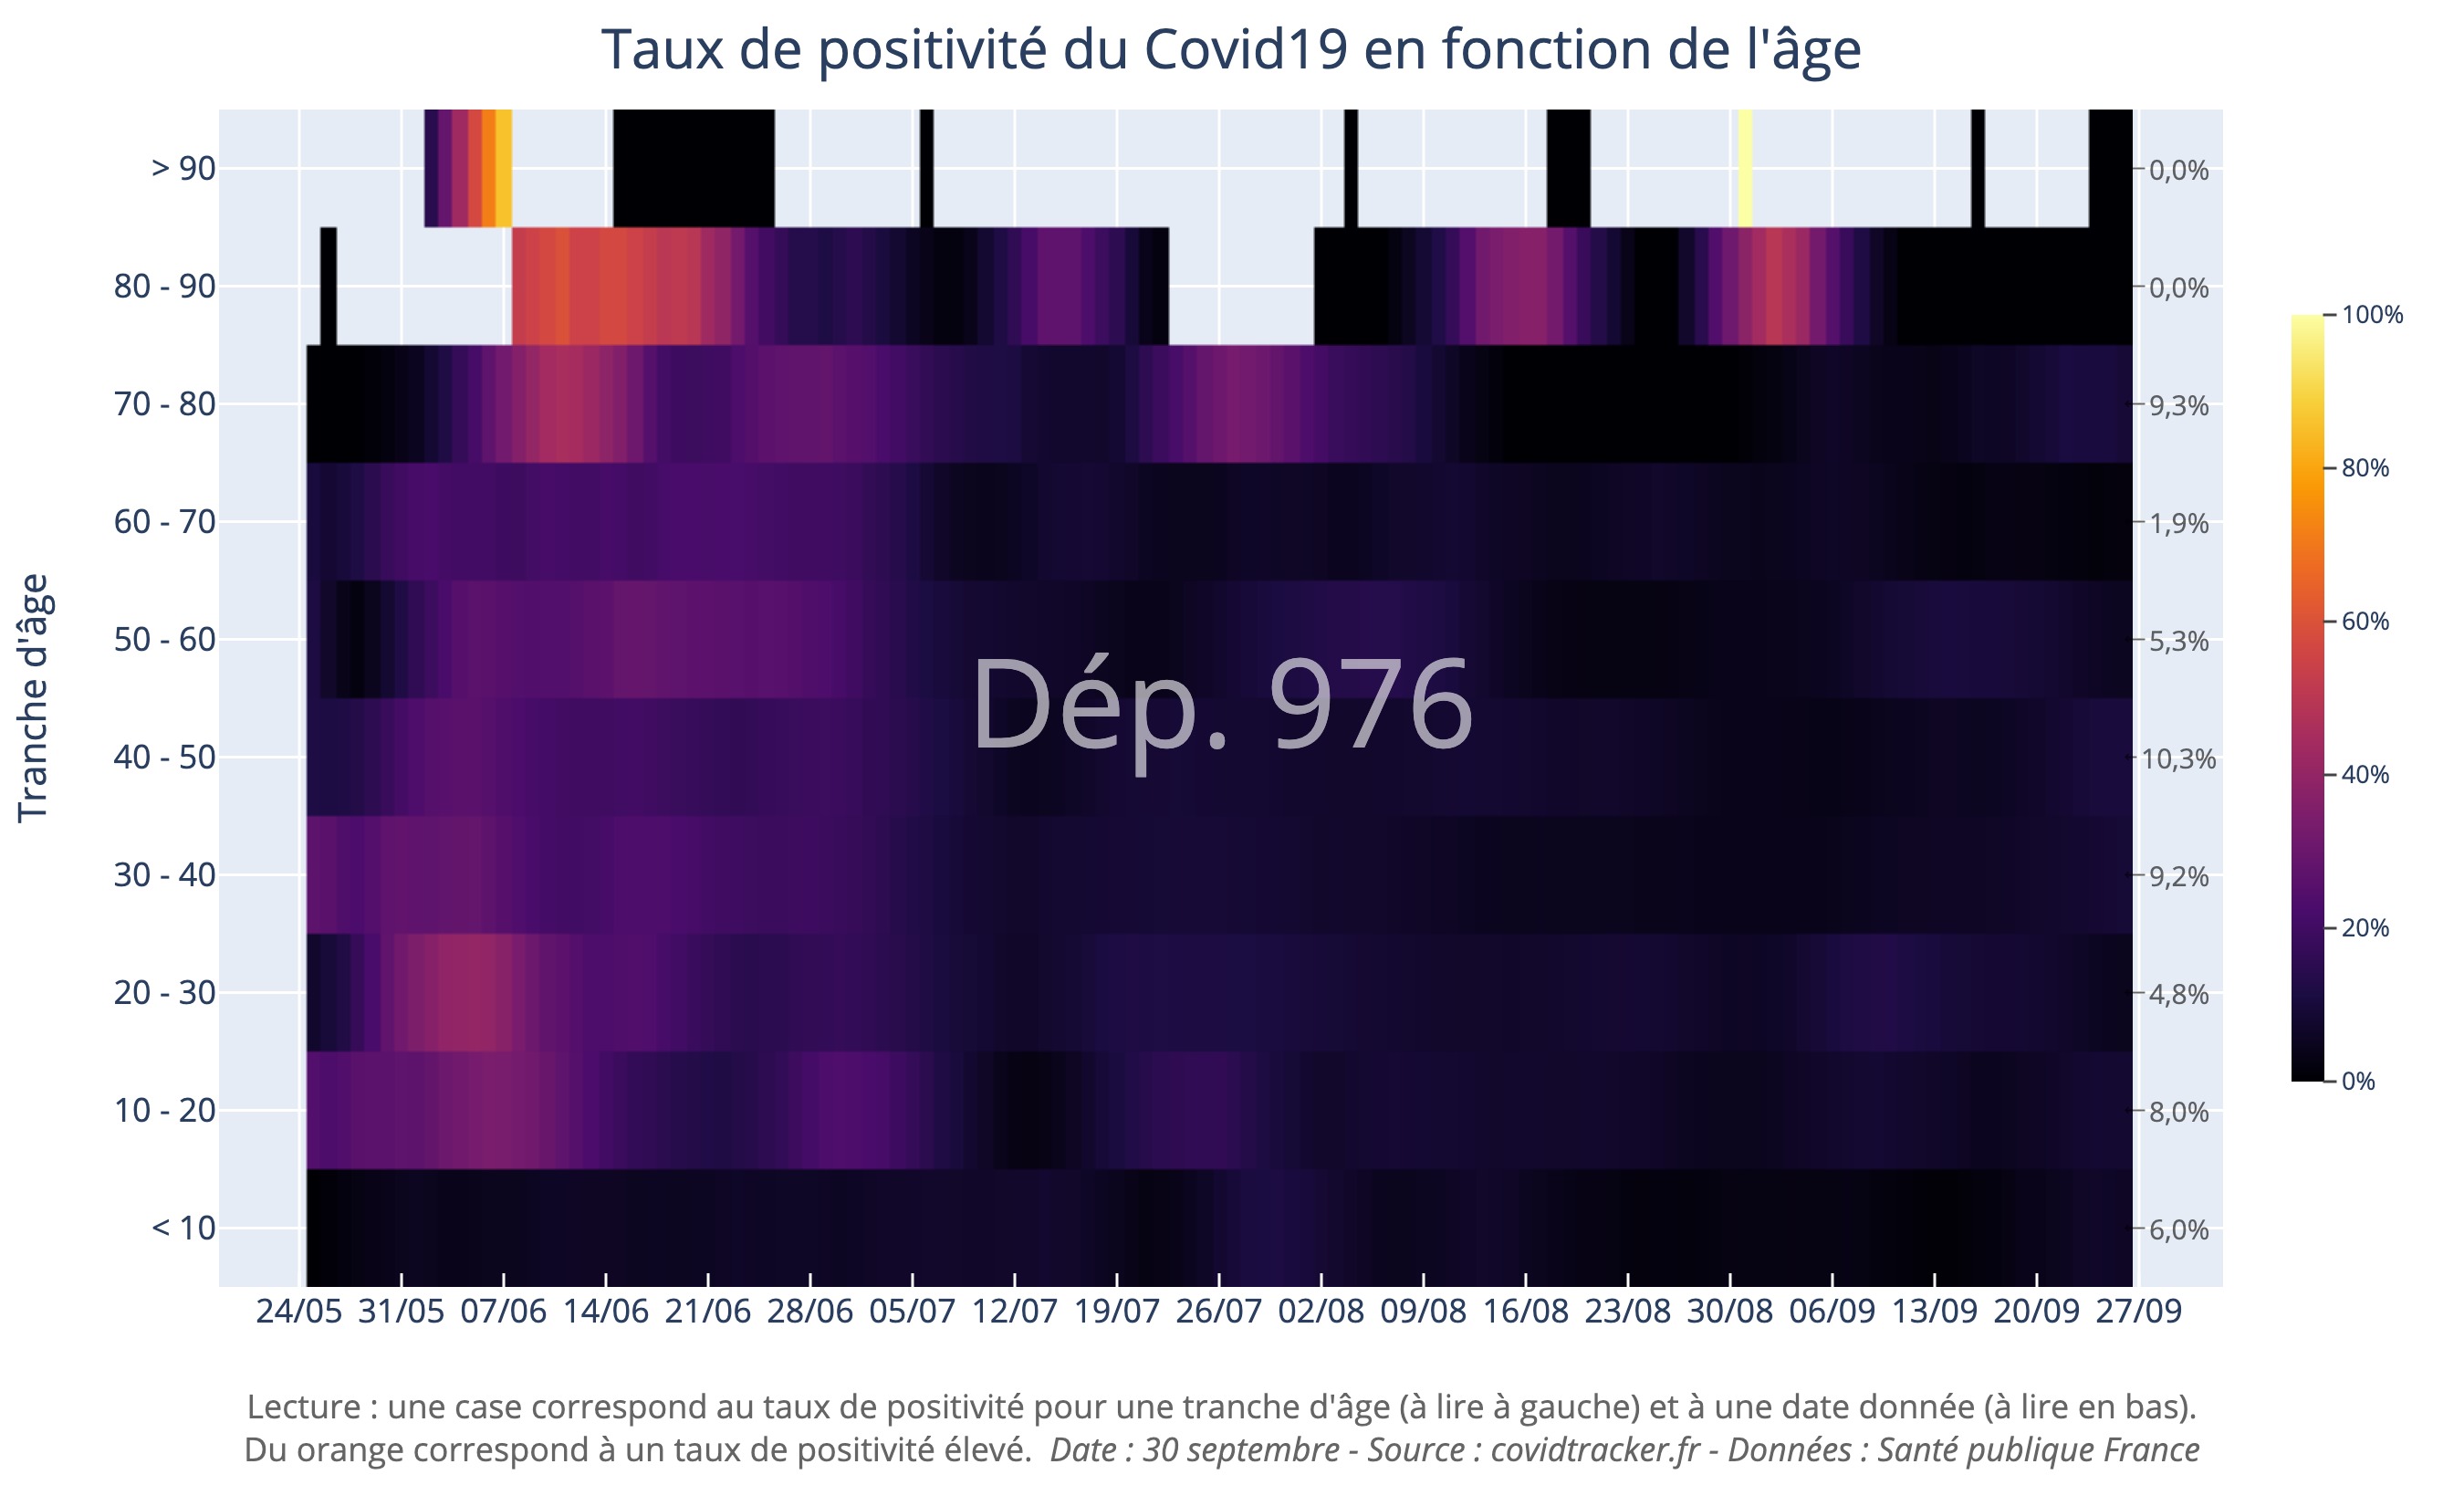 Taux de positivité du Covid19 en fonction de l'âge
Tranche d'âge
> 90
80 - 90
70 - 80
60 - 70
50 - 60
40 - 50
30 - 40
20 - 30
10 - 20
< 10
Dép. 976
0,0%
0,0%
9,3%
1,9%
5,3%
10,3%
9,2%
4,8%
8,0%
6,0%
100%
80%
60%
40%
20%
0%
24/05 31/05 07/06 14/06 21/06 28/06 05/07 12/07 19/07 26/07 02/08 09/08 16/08 23/08 30/08 06/09 13/09 20/09 27/09
Lecture : une case correspond au taux de positivité pour une tranche d'âge (à lire à gauche) et à une date donnée (à lire en bas).
Du orange correspond à un taux de positivité élevé. Date : 30 septembre - Source : covidtracker.fr - Données : Santé publique France